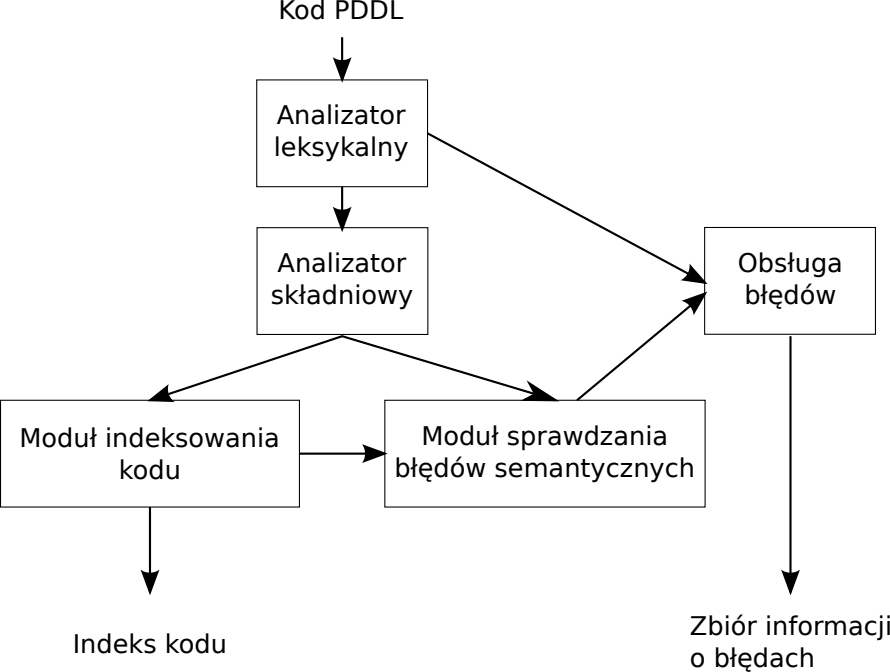 Kod PDDL
Analizator
leksykalny
Analizator
składniowy
Obsługa
błędów
Moduł indeksowania
kodu
Moduł sprawdzania
błędów semantycznych
Indeks kodu
Zbiór informacji
o błędach